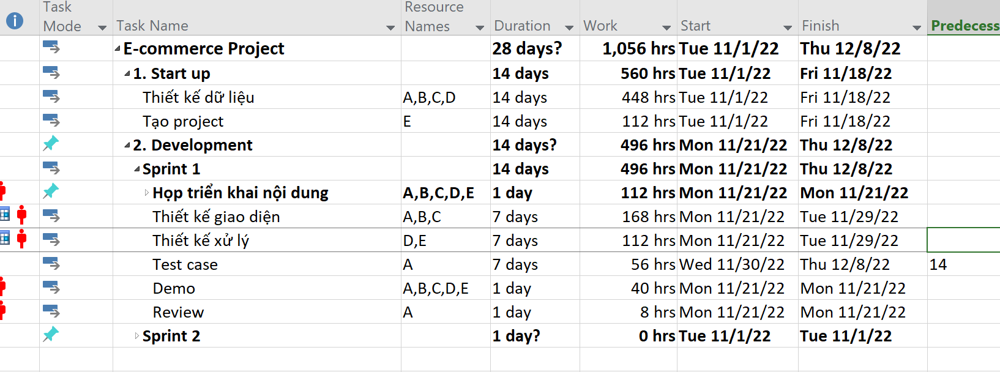 Task Mode Task Name Resource Names Duration Work Start Finish Predecess
E-commerce Project 28 days? 1,056 hrs Tue 11/1/22 Thu 12/8/22
1. Start up 14 days 560 hrs Tue 11/1/22 Fri 11/18/22
Thiết kế dữ liệu A,B,C,D 14 days 448 hrs Tue 11/1/22 Fri 11/18/22
Tạo project E 14 days 112 hrs Tue 11/1/22 Fri 11/18/22
2. Development 14 days? 496 hrs Mon 11/21/22 Thu 12/8/22
Sprint 1 14 days 496 hrs Mon 11/21/22 Thu 12/8/22
Họp triển khai nội dung A,B,C,D,E 1 day 112 hrs Mon 11/21/22 Mon 11/21/22
Thiết kế giao diện A,B,C 7 days 168 hrs Mon 11/21/22 Tue 11/29/22
Thiết kế xử lý D,E 7 days 112 hrs Mon 11/21/22 Tue 11/29/22
Test case A 7 days 56 hrs Wed 11/30/22 Thu 12/8/22 14
Demo A,B,C,D,E 1 day 40 hrs Mon 11/21/22 Mon 11/21/22
Review A 1 day 8 hrs Mon 11/21/22 Mon 11/21/22
Sprint 2 1 day? 0 hrs Tue 11/1/22 Tue 11/1/22